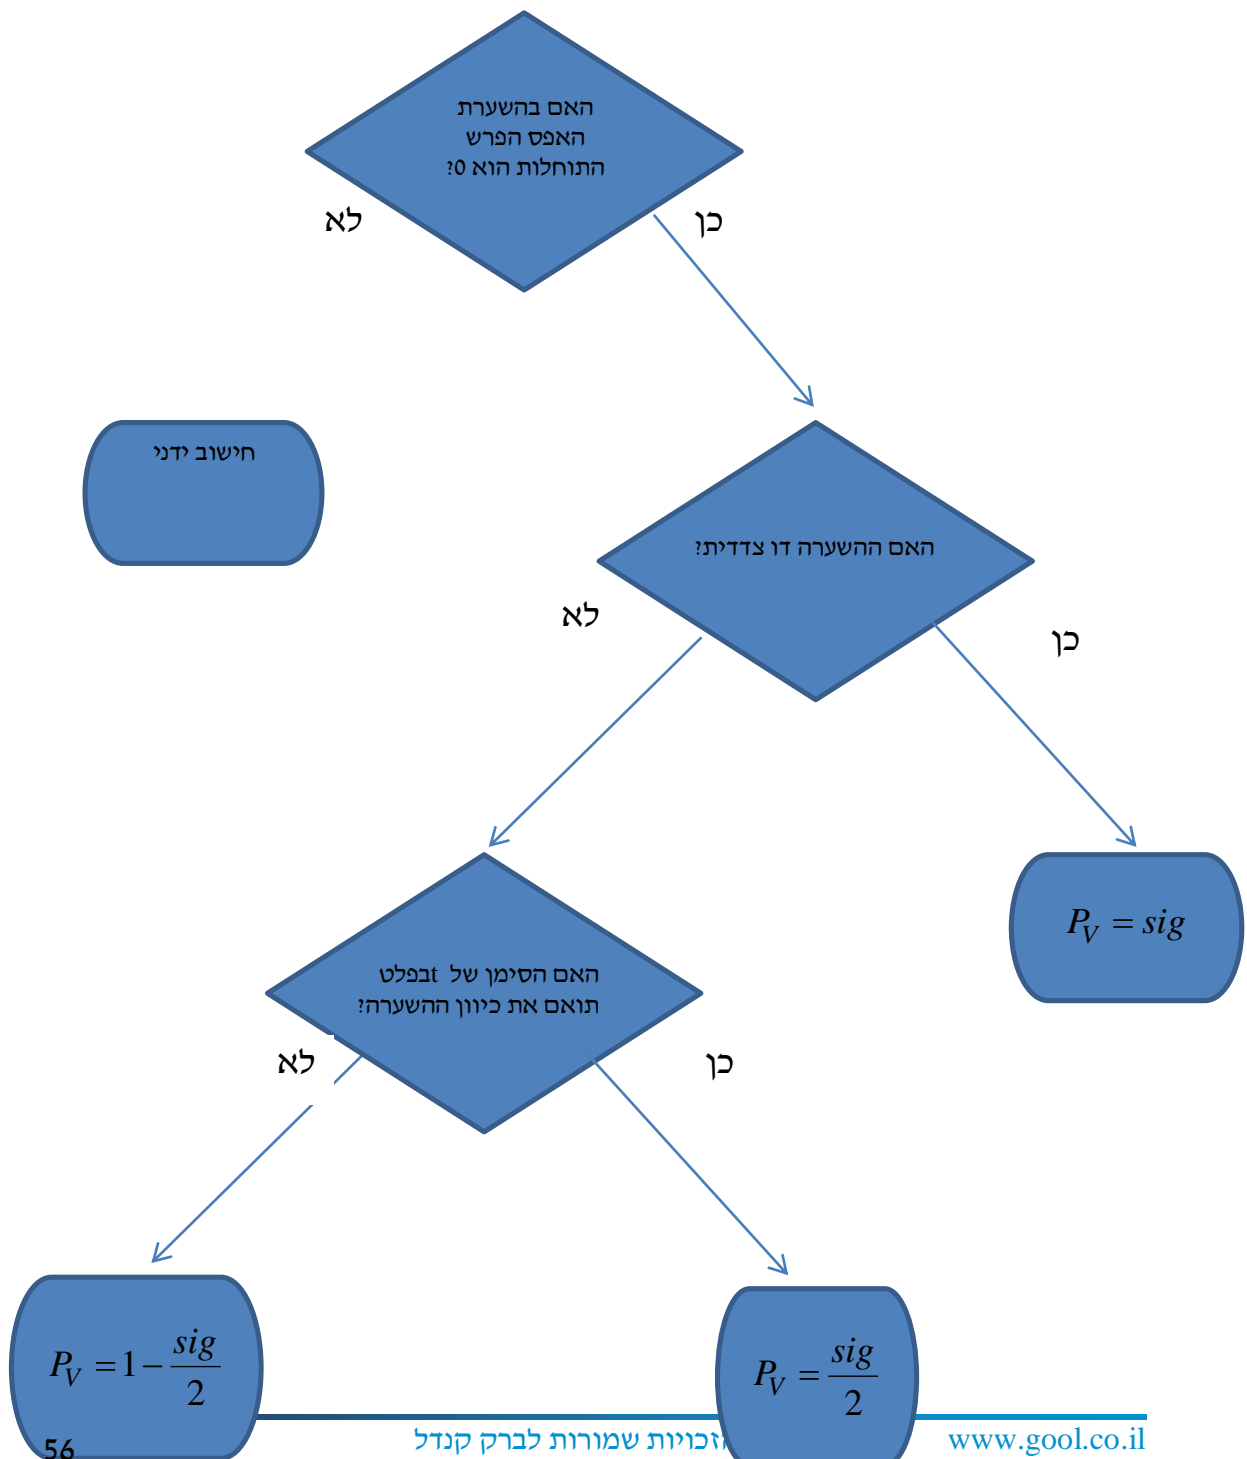 האם בהשערת
האפס הפרש
התוחלות הוא 0?
לא
כן
חישוב ידני
האם ההשערה דו צדדית?
לא
כן
P_V = sig
האם הסימן של tבפלט
תואם את כיוון ההשערה?
לא
כן
P_V = 1 - sig/2
P_V = sig/2
56
הזכויות שמורות לברק קנדל
www.gool.co.il